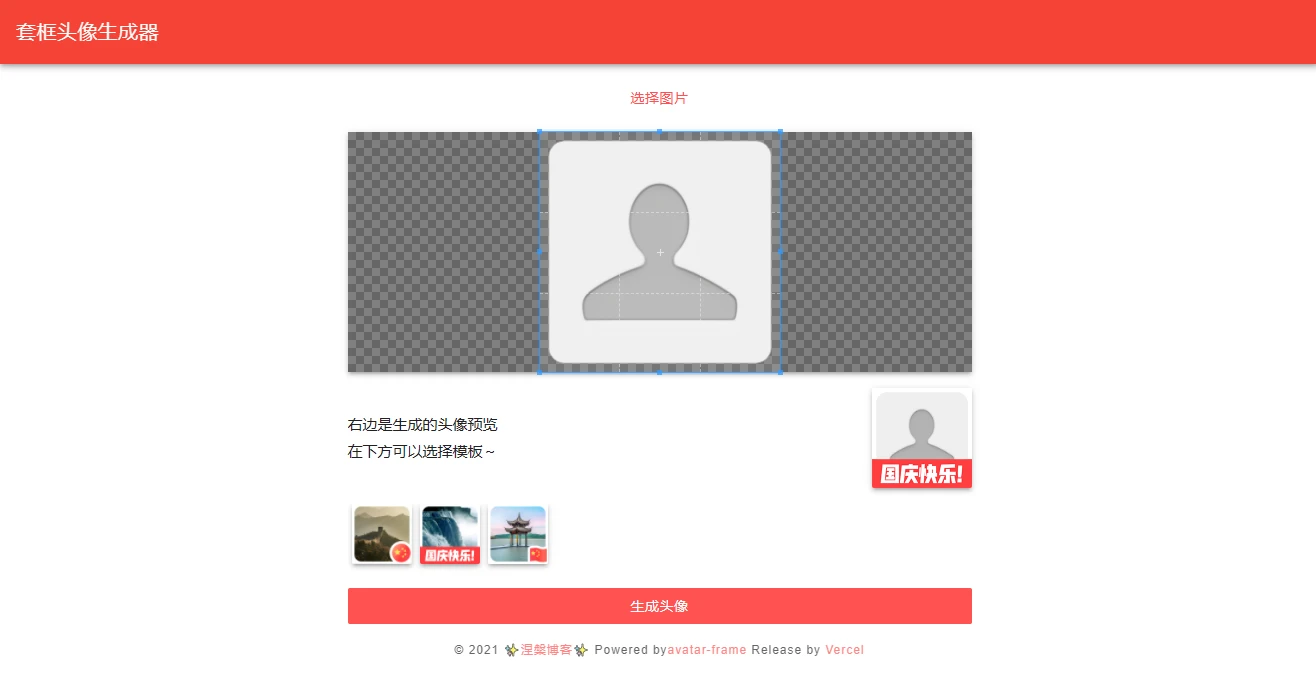 套框头像生成器
选择图片
右边是生成的头像预览
在下方可以选择模板～
国庆快乐!
国庆快乐!
生成头像
© 2021 ✨涅槃博客✨ Powered byavatar-frame Release by Vercel